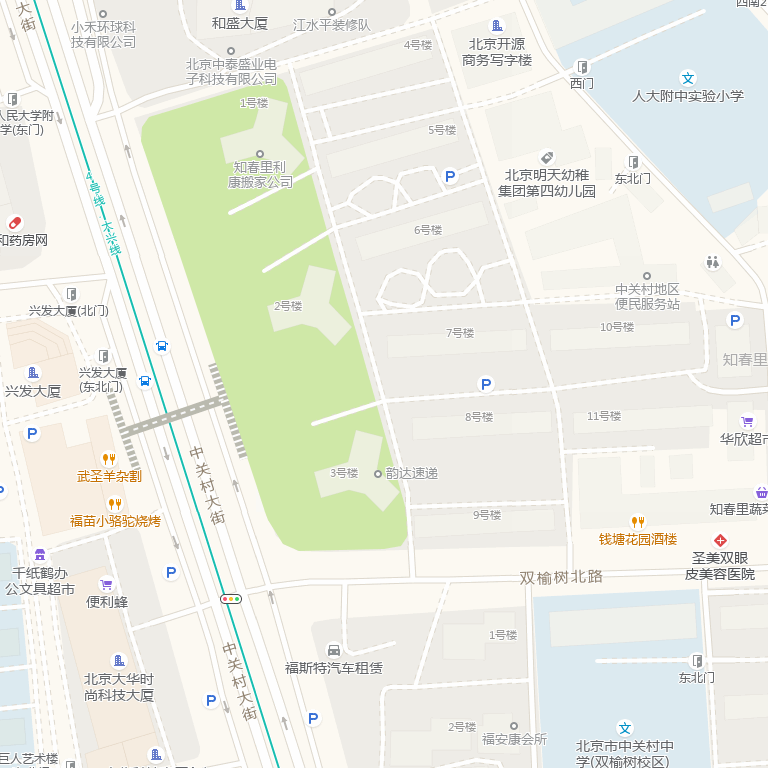 大街
小禾环球科
技有限公司
和盛大厦
江水平装修队
4号楼
北京开源
商务写字楼
西南2
北京中泰盛业电
子科技有限公司
西门
人大附中实验小学
人民大学附
学(东门)
1号楼
5号楼
知春里利
康搬家公司
P
北京明天幼稚
集团第四幼儿园
东北门
4号线·大兴线
和药房网
6号楼
中关村地区
便民服务站
兴发大厦(北门)
2号楼
7号楼
10号楼
P
知春里
兴发大厦
兴发大厦
(东北门)
P
8号楼
11号楼
P
华欣超市
中关村大街
武圣羊杂割
3号楼
韵达速递
知春里蔬菜
福苗小骆驼烧烤
9号楼
钱塘花园酒楼
圣美双眼
皮美容医院
千纸鹤办
公文具超市
P
双榆树北路
便利蜂
中关村大街
1号楼
福斯特汽车租赁
北京大华时
尚科技大厦
东北门
P
P
2号楼
福安康会所
北京市中关村中
学(双榆树校区)
巨人艺术楼